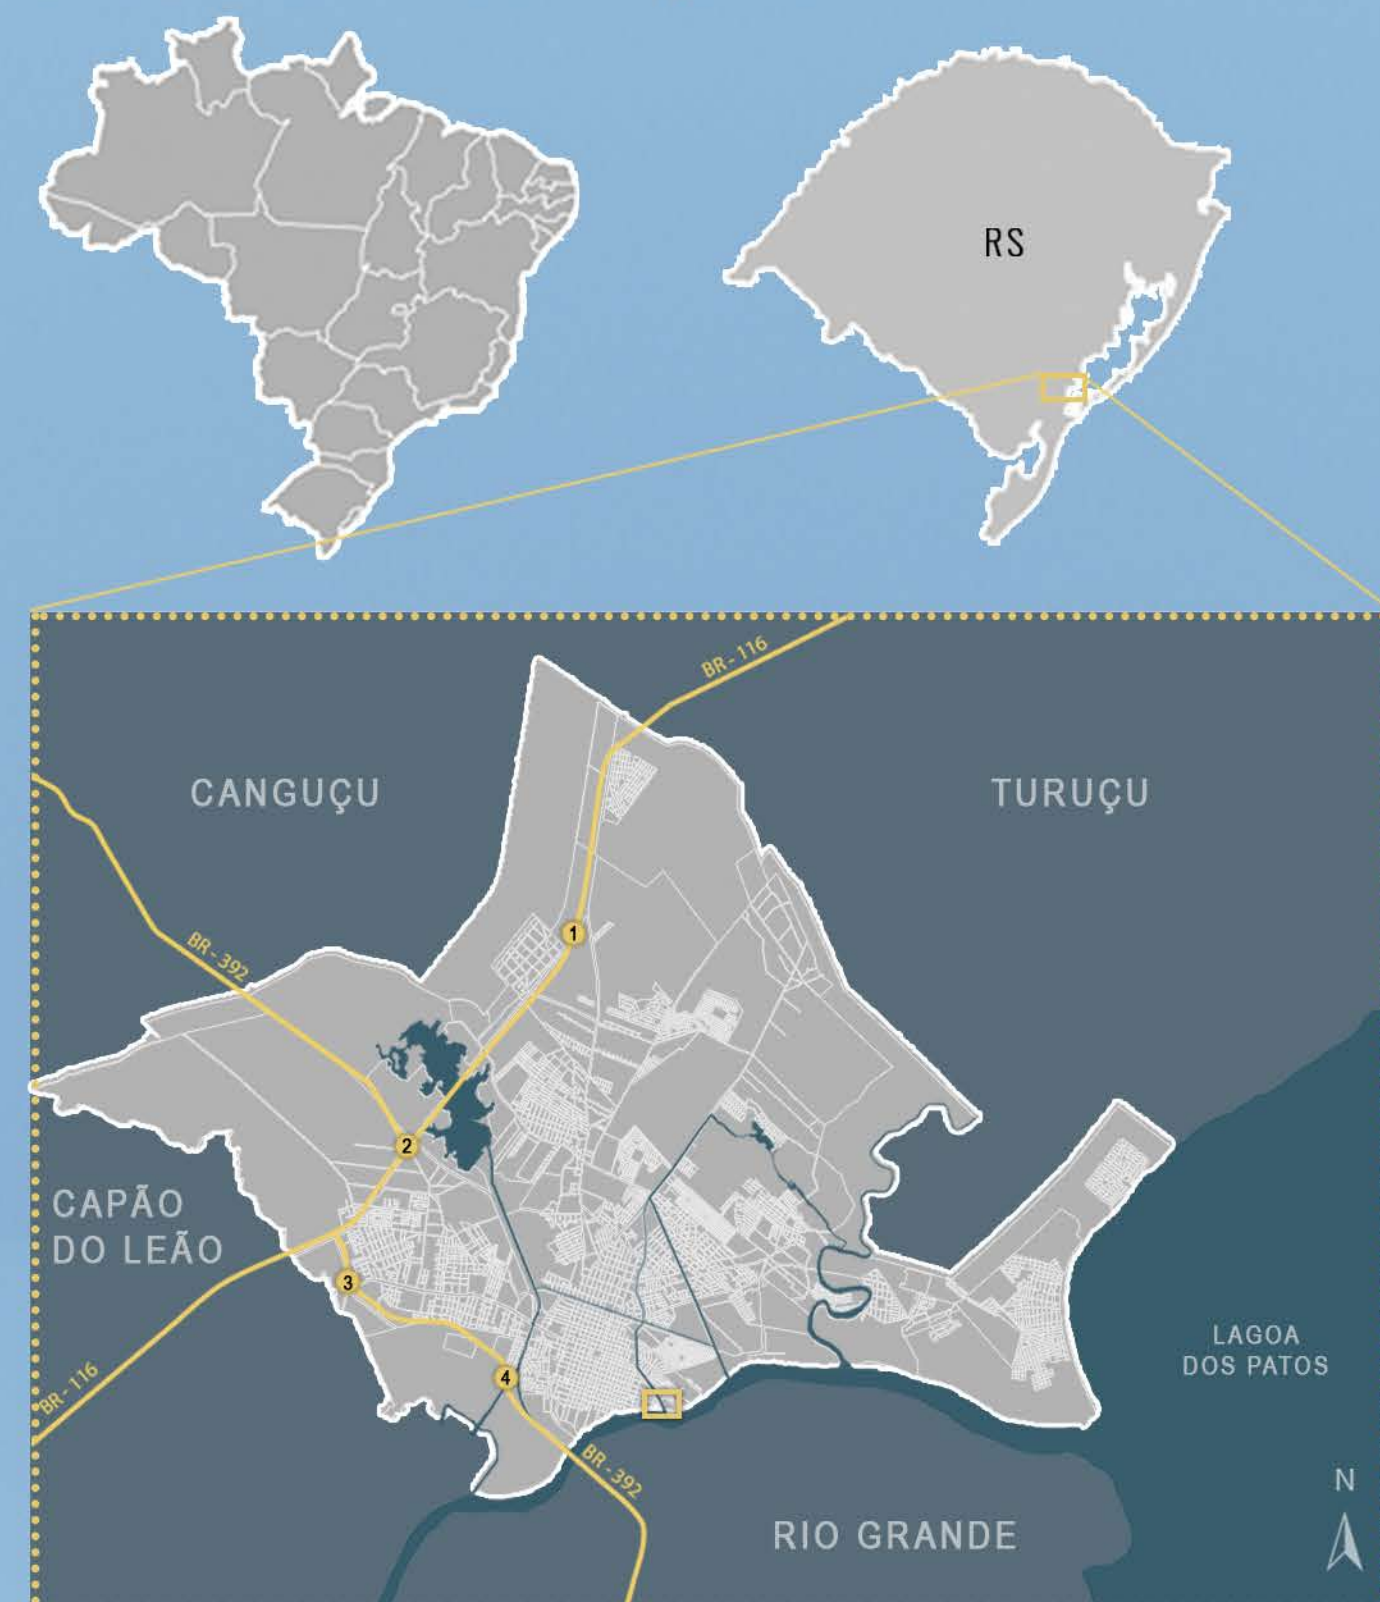 RS
BR-116
CANGUÇU
TURUÇU
BR-392
1
2
CAPÃO
DO LEÃO
3
LAGOA
DOS PATOS
BR-116
4
BR-392
N
RIO GRANDE